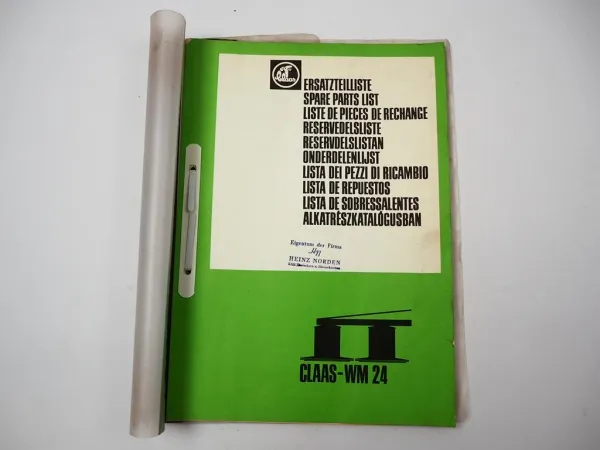 CLAAS
ERSATZTEILLISTE
SPARE PARTS LIST
LISTE DE PIECES DE RECHANGE
RESERVEDELSLISTE
RESERVDELSLISTAN
ONDERDELENLIJST
LISTA DEI PEZZI DI RICAMBIO
LISTA DE REPUESTOS
LISTA DE SOBRESSALENTES
ALKATRÉSZKATALÓGUSBAN
Eigentum der Firma
HEINZ NORDEN
CLAAS-WM 24